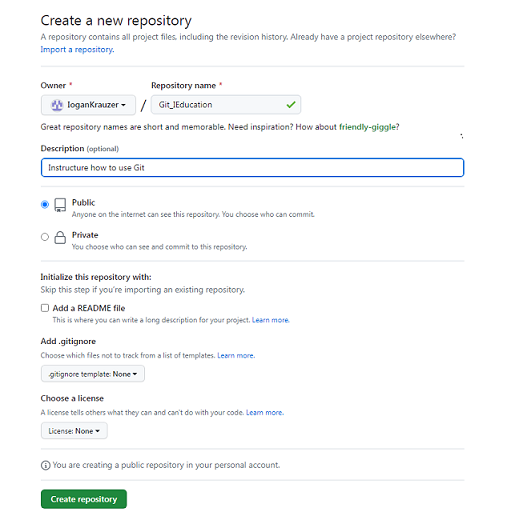 Create a new repository
A repository contains all project files, including the revision history. Already have a project repository elsewhere?
Import a repository.
Owner *
Repository name *
IoganKrauzer
/
Git_IEducation
Great repository names are short and memorable. Need inspiration? How about friendly-giggle?
Description (optional)
Instructure how to use Git
Public
Anyone on the internet can see this repository. You choose who can commit.
Private
You choose who can see and commit to this repository.
Initialize this repository with:
Skip this step if you're importing an existing repository.
Add a README file
This is where you can write a long description for your project. Learn more.
Add .gitignore
Choose which files not to track from a list of templates. Learn more.
.gitignore template: None
Choose a license
A license tells others what they can and can't do with your code. Learn more.
License: None
You are creating a public repository in your personal account.
Create repository